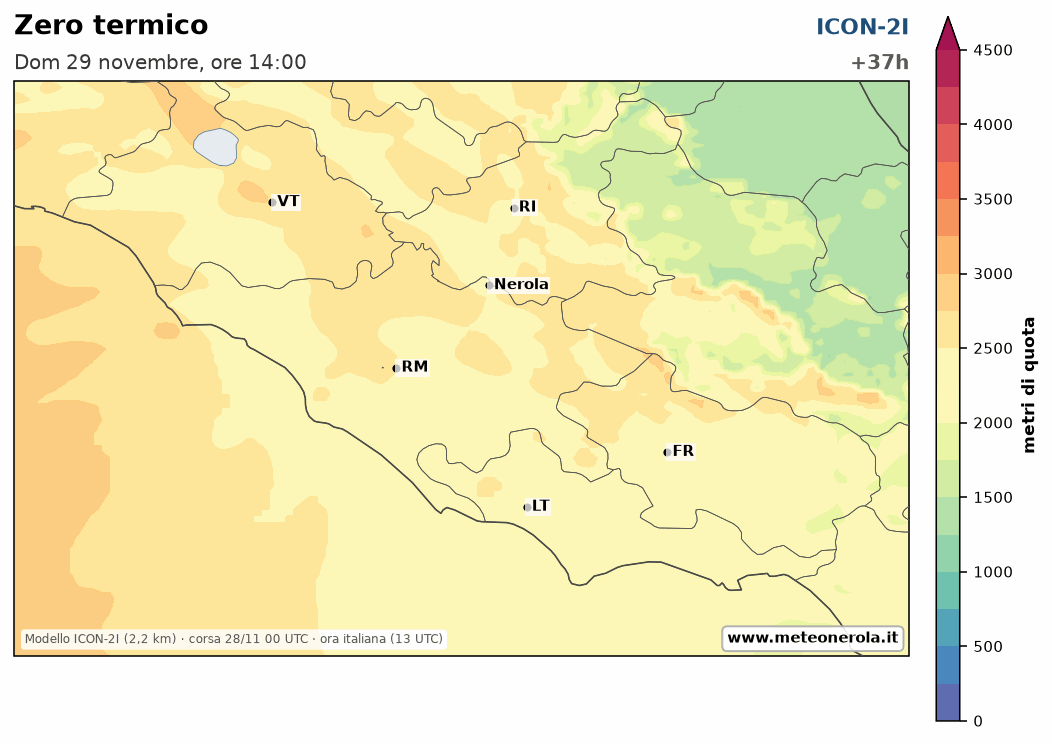 Zero termico
ICON-2I
Dom 29 novembre, ore 14:00
+37h
4500
4000
3500
3000
2500
2000
1500
1000
500
0
metri di quota
VT
RI
Nerola
RM
FR
LT
Modello ICON-2I (2,2 km) · corsa 28/11 00 UTC · ora italiana (13 UTC)
www.meteonerola.it